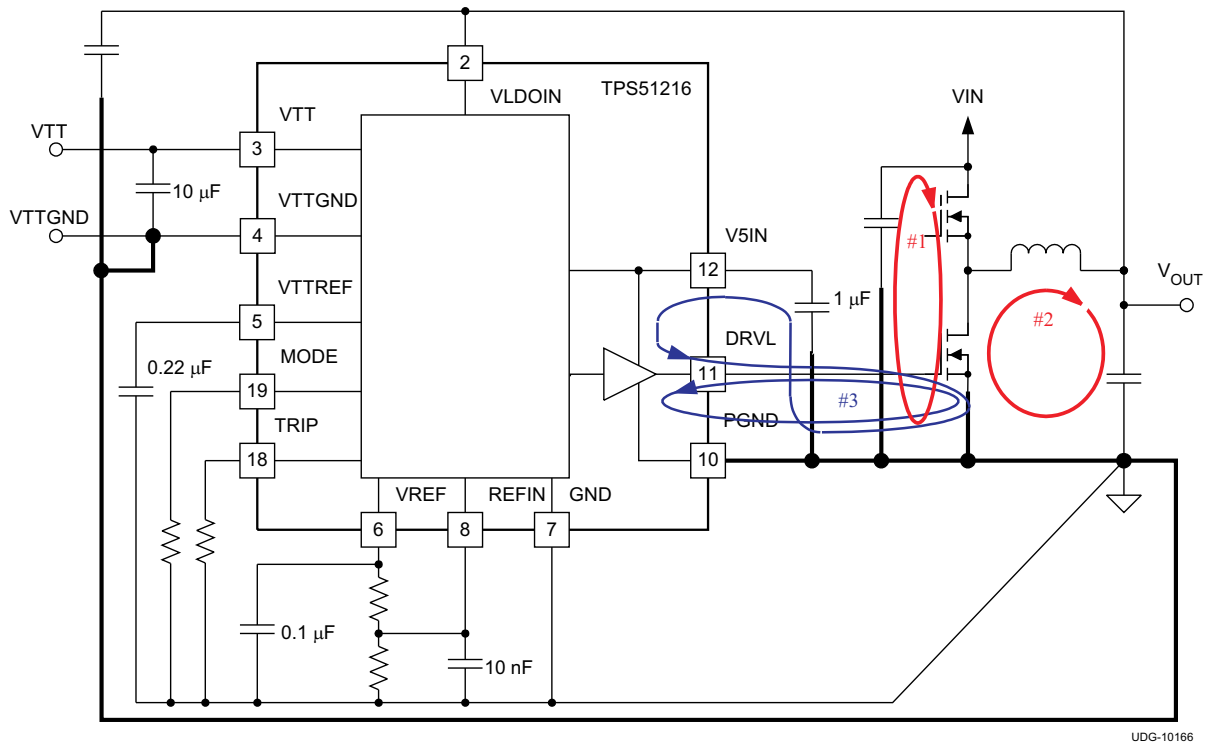 2
TPS51216
VLDOIN
VIN
VTT
VTT
3
10 μF
VTTGND
VTTGND
4
V5IN
12
#1
1 μF
VOUT
VTTREF
5
#2
DRVL
MODE
0.22 μF
11
19
#3
TRIP
PGND
18
10
VREF
REFIN
GND
6
8
7
0.1 μF
10 nF
UDG-10166